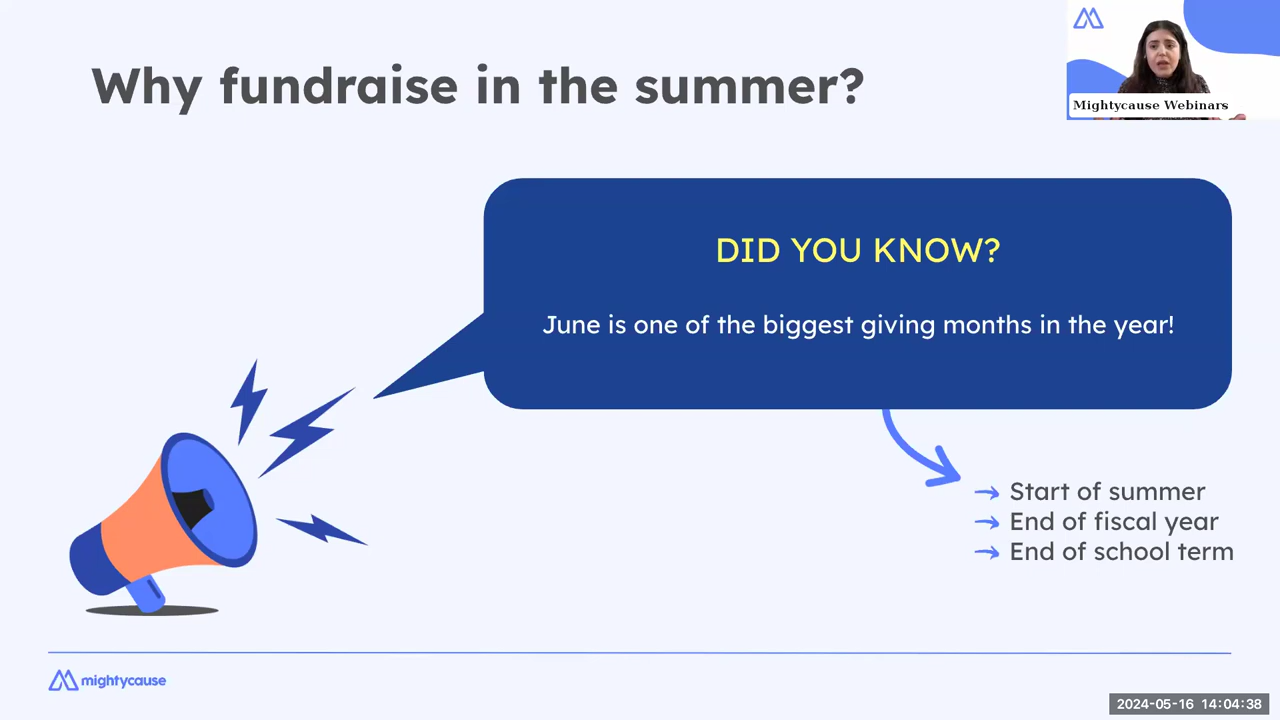 Why fundraise in the summer?
Mightycause Webinars
DID YOU KNOW?
June is one of the biggest giving months in the year!
Start of summer
End of fiscal year
End of school term
mightycause
2024-05-16 14:04:38